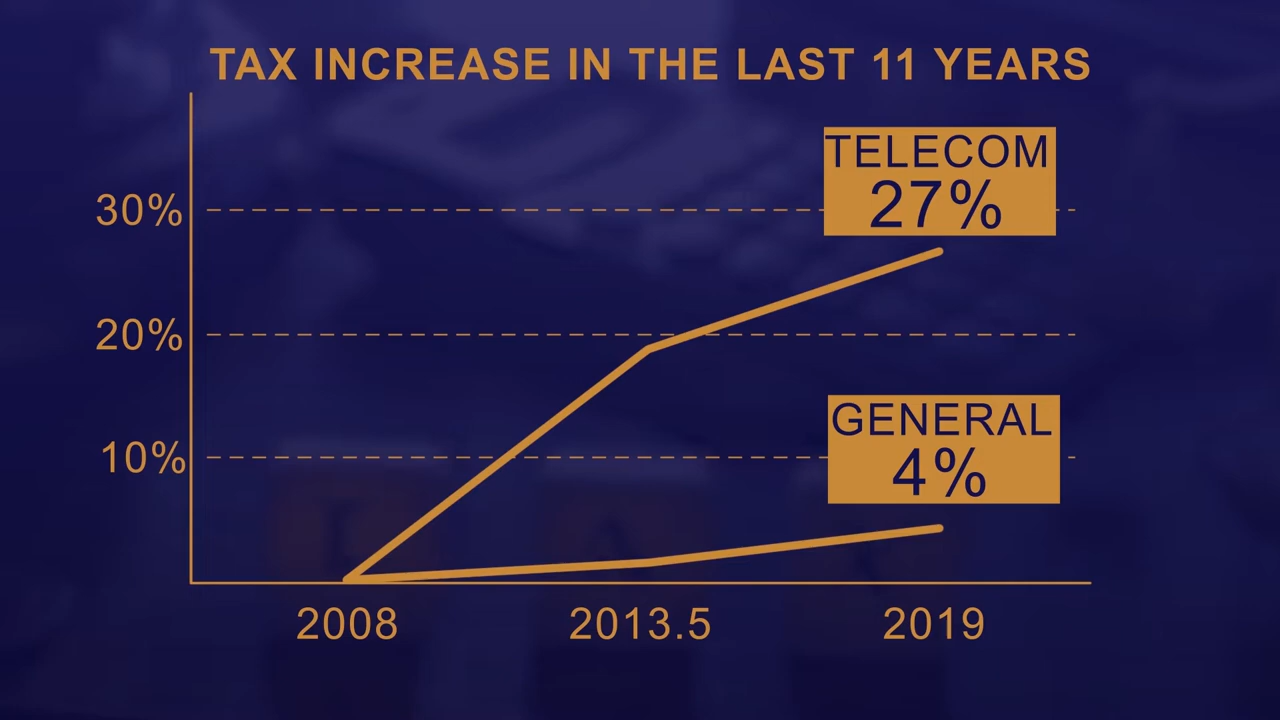 TAX INCREASE IN THE LAST 11 YEARS
TELECOM
27%
30%
20%
GENERAL
4%
10%
2008 2013.5 2019